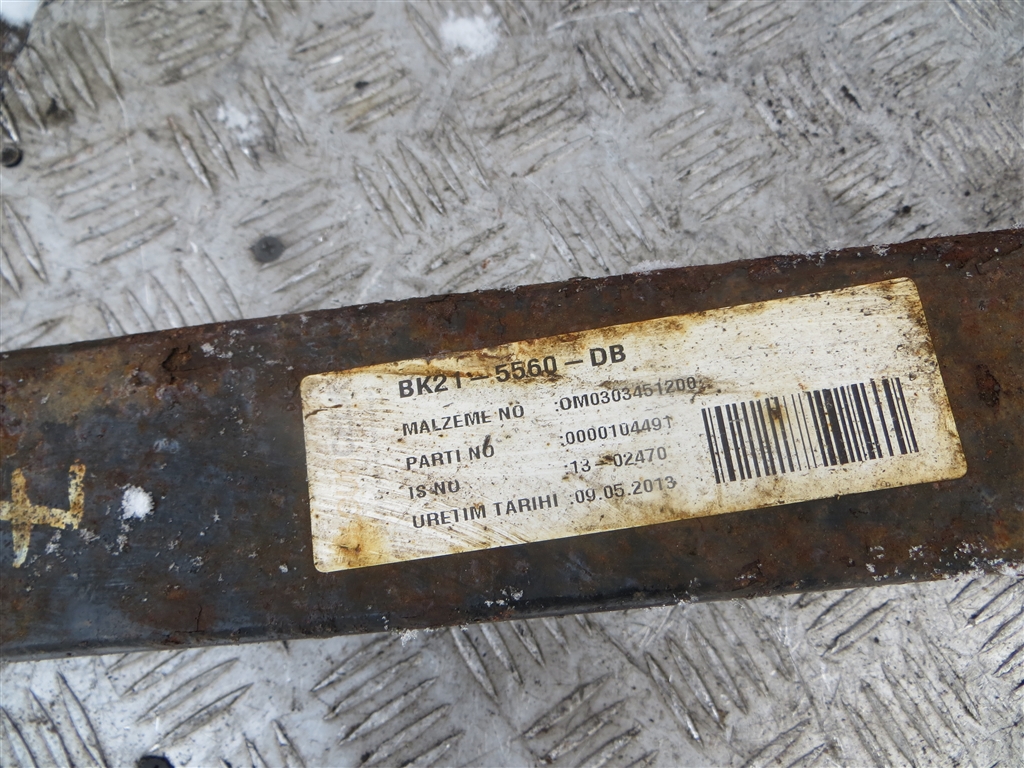 BK21-5560-DB
MALZEME NO :OM0303451200
PARTI NO :0000104491
IS NO :13-02470
URETIM TARIHI :09.05.2013